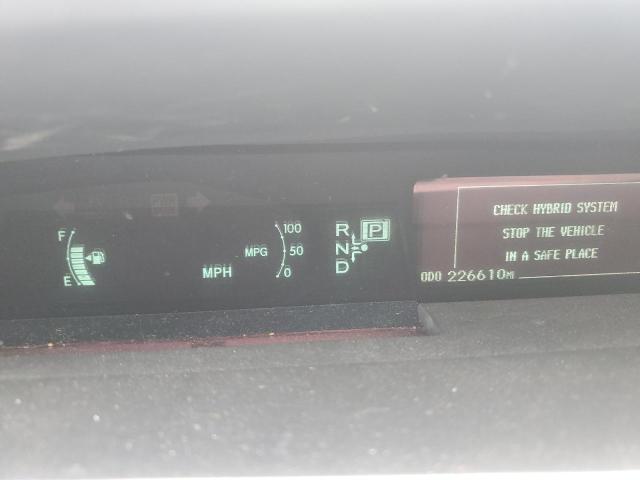 F
E
MPH
MPG
100
50
0
R
N
D
P
CHECK HYBRID SYSTEM
STOP THE VEHICLE
IN A SAFE PLACE
ODO 226610MI